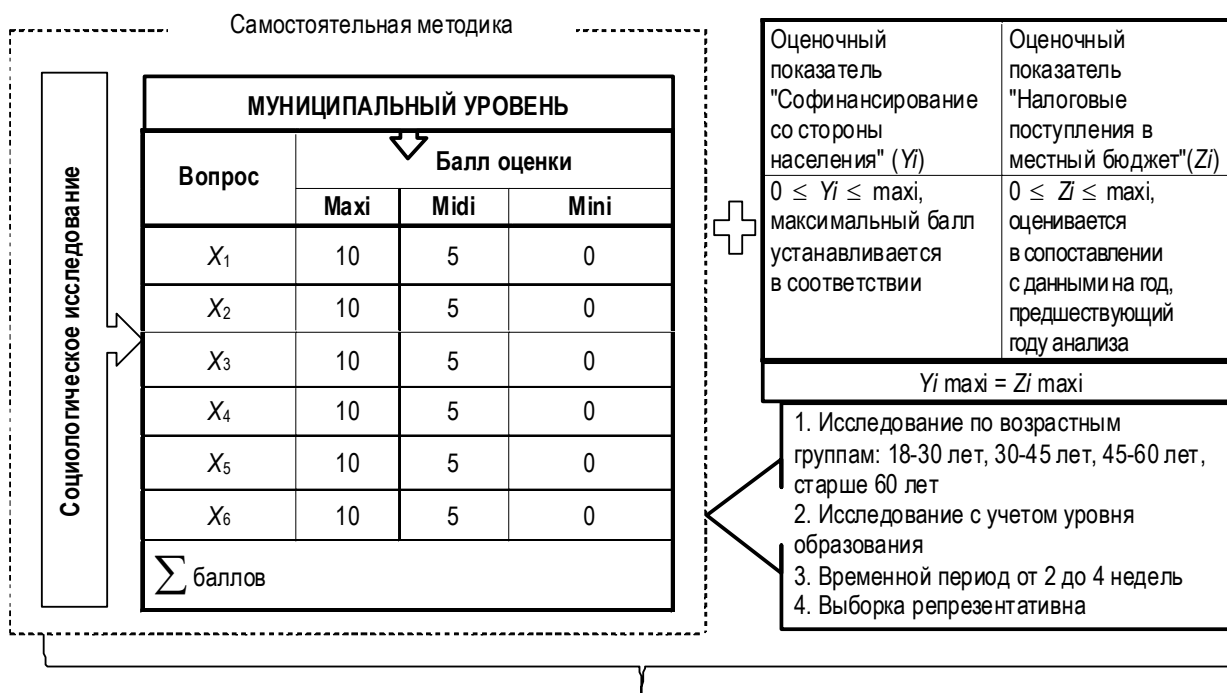 Самостоятельная методика
Социологическое исследование
МУНИЦИПАЛЬНЫЙ УРОВЕНЬ
Вопрос
Балл оценки
Maxi Midi Mini
X1 10 5 0
X2 10 5 0
X3 10 5 0
X4 10 5 0
X5 10 5 0
X6 10 5 0
∑ баллов
Оценочный
показатель
"Софинансирование
со стороны
населения" (Yi)
Оценочный
показатель
"Налоговые
поступления в
местный бюджет"(Zi)
0 ≤ Yi ≤ maxi,
максимальный балл
устанавливается
в соответствии
0 ≤ Zi ≤ maxi,
оценивается
в сопоставлении
с данными на год,
предшествующий
году анализа
Yi maxi = Zi maxi
1. Исследование по возрастным
группам: 18-30 лет, 30-45 лет, 45-60 лет,
старше 60 лет
2. Исследование с учетом уровня
образования
3. Временной период от 2 до 4 недель
4. Выборка репрезентативна